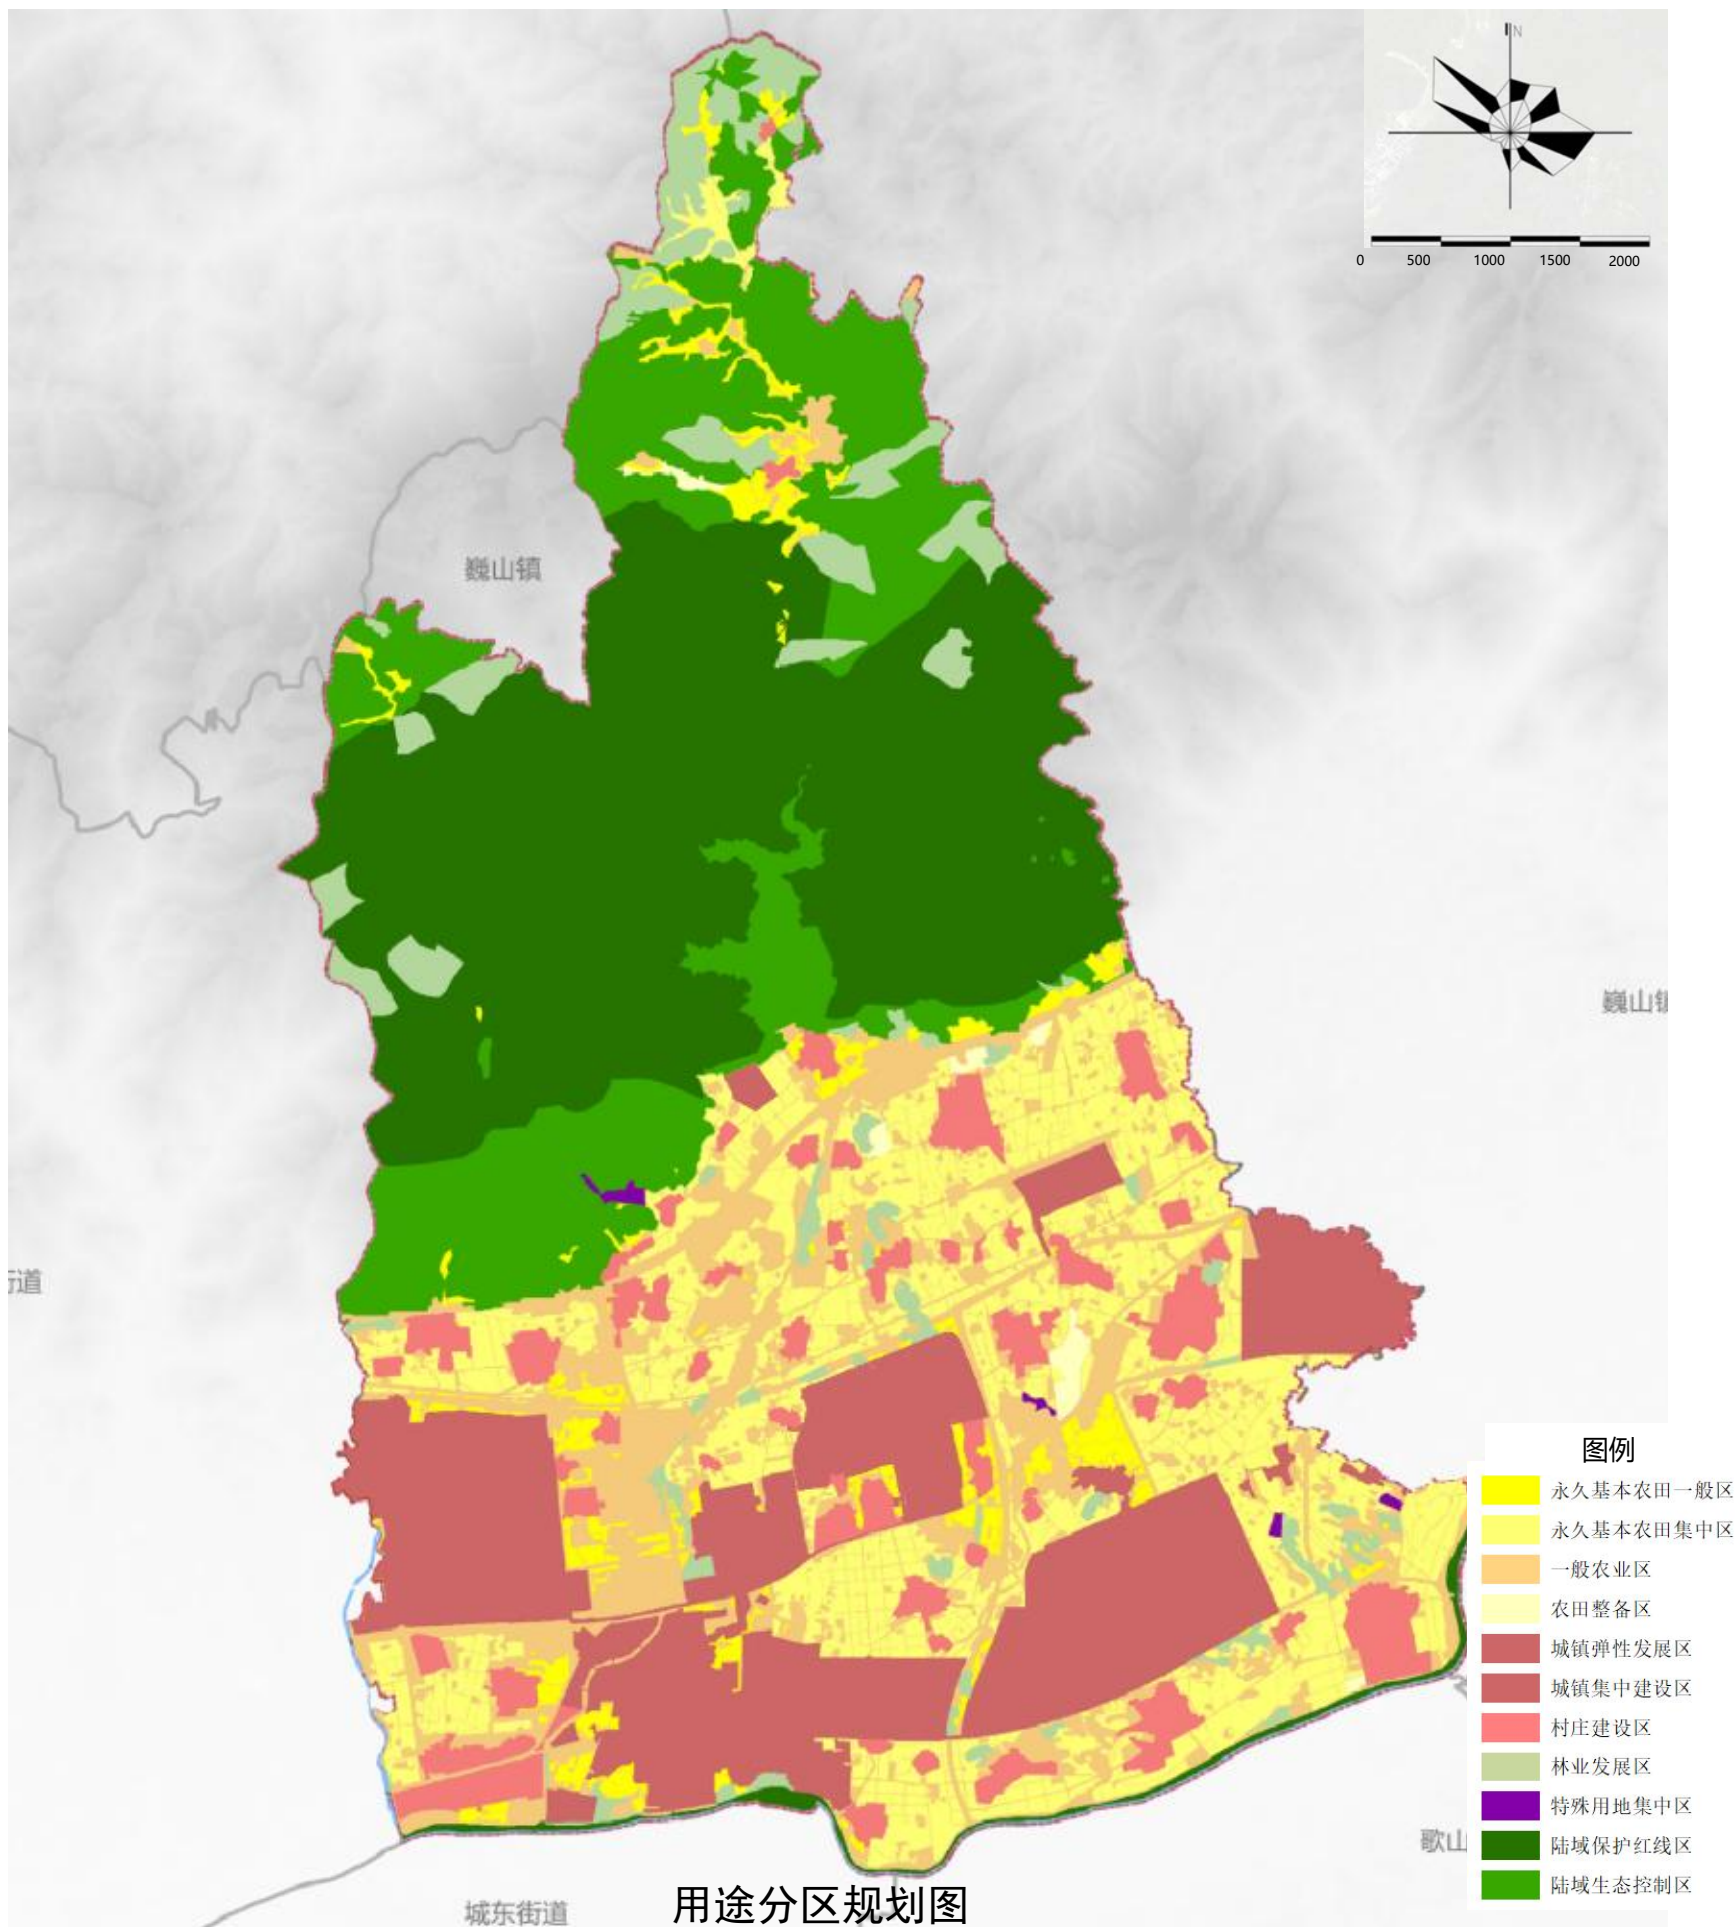 N
0 500 1000 1500 2000
巍山镇
巍山
街道
图例
永久基本农田一般区
永久基本农田集中区
一般农业区
农田整备区
城镇弹性发展区
城镇集中建设区
村庄建设区
林业发展区
特殊用地集中区
陆域保护红线区
陆域生态控制区
歌山
城东街道
用途分区规划图